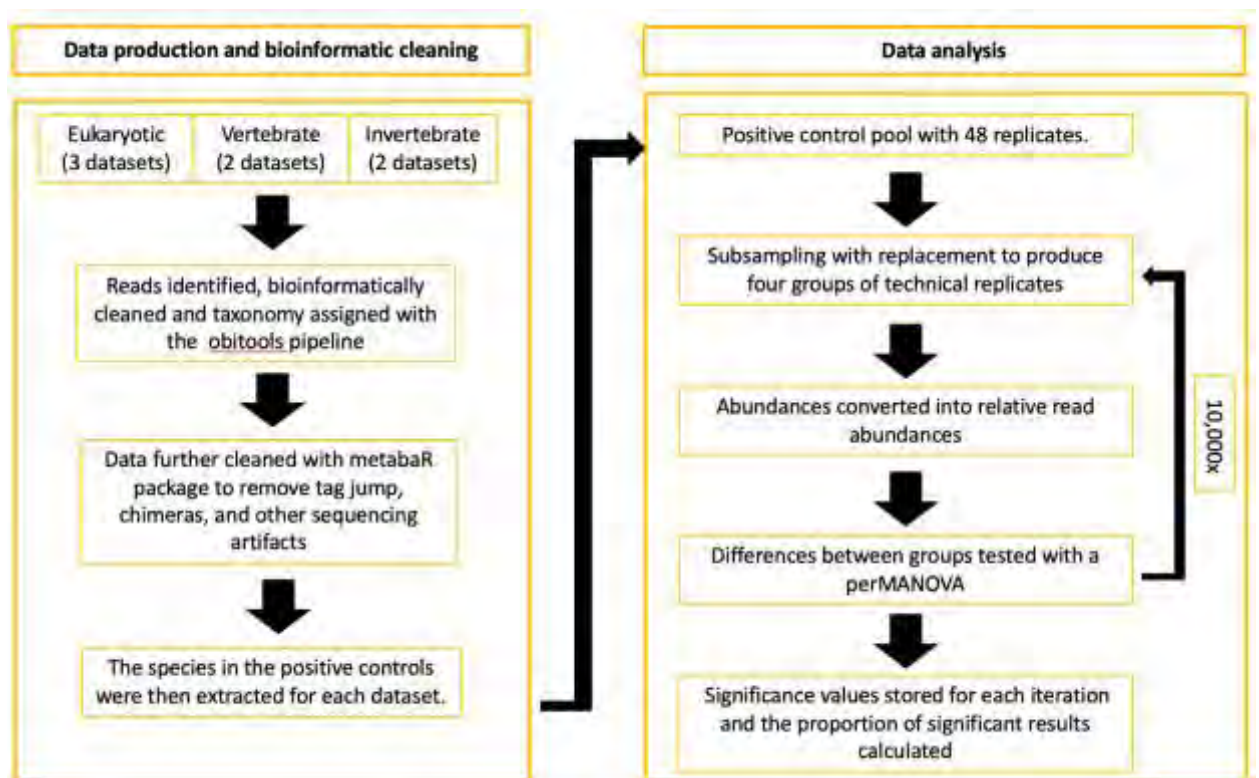 Data production and bioinformatic cleaning
Eukaryotic
(3 datasets)
Vertebrate
(2 datasets)
Invertebrate
(2 datasets)
Reads identified, bioinformatically
cleaned and taxonomy assigned with
the obitools pipeline
Data further cleaned with metabaR
package to remove tag jump,
chimeras, and other sequencing
artifacts
The species in the positive controls
were then extracted for each dataset.
Data analysis
Positive control pool with 48 replicates.
Subsampling with replacement to produce
four groups of technical replicates
Abundances converted into relative read
abundances
Differences between groups tested with a
perMANOVA
10,000x
Significance values stored for each iteration
and the proportion of significant results
calculated